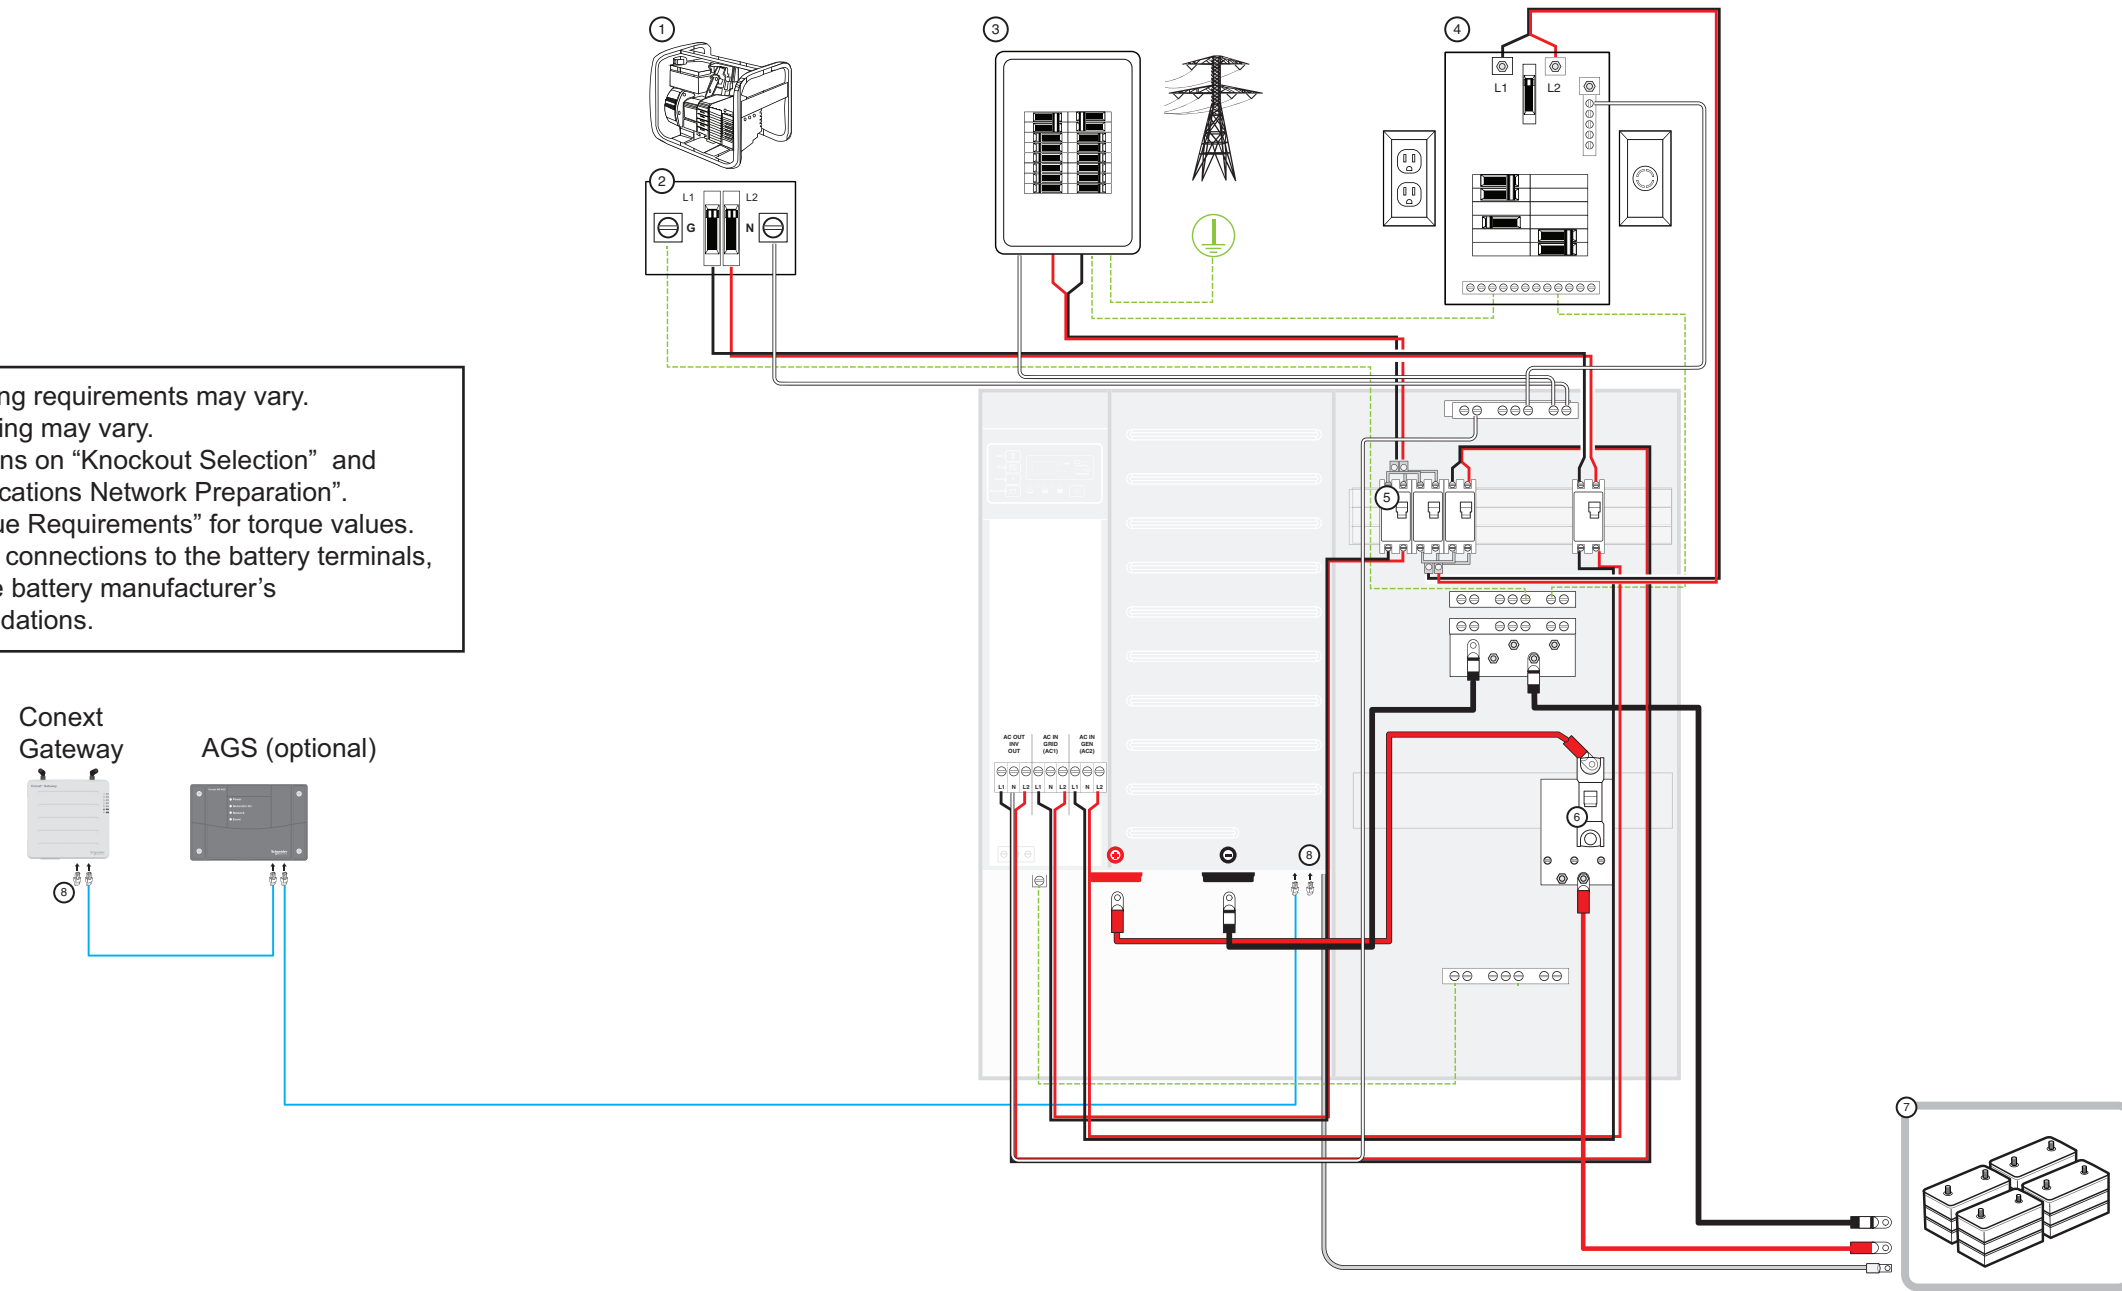 1
3
4
L1
L2
2
L1
L2
G
N
ng requirements may vary.
ing may vary.
ns on “Knockout Selection” and
ications Network Preparation”.
ue Requirements” for torque values.
connections to the battery terminals,
e battery manufacturer’s
dations.
5
Conext
Gateway
AGS (optional)
AC OUT
INV
OUT
AC IN
GRID
(AC1)
AC IN
GEN
(AC2)
L1 N L2 L1 N L2 L1 N L2
6
8
8
7